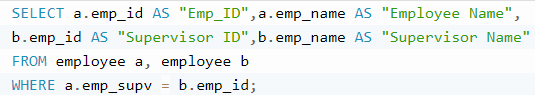 SELECT a.emp_id AS "Emp_ID",a.emp_name AS "Employee Name",
b.emp_id AS "Supervisor ID",b.emp_name AS "Supervisor Name"
FROM employee a, employee b
WHERE a.emp_supv = b.emp_id;